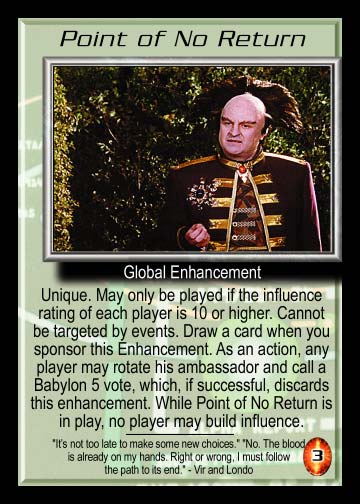 Point of No Return
Global Enhancement
Unique. May only be played if the influence
rating of each player is 10 or higher. Cannot
be targeted by events. Draw a card when you
sponsor this Enhancement. As an action, any
player may rotate his ambassador and call a
Babylon 5 vote, which, if successful, discards
this enhancement. While Point of No Return is
in play, no player may build influence.
"It's not too late to make some new choices." "No. The blood
is already on my hands. Right or wrong, I must follow
the path to its end." - Vir and Londo
3